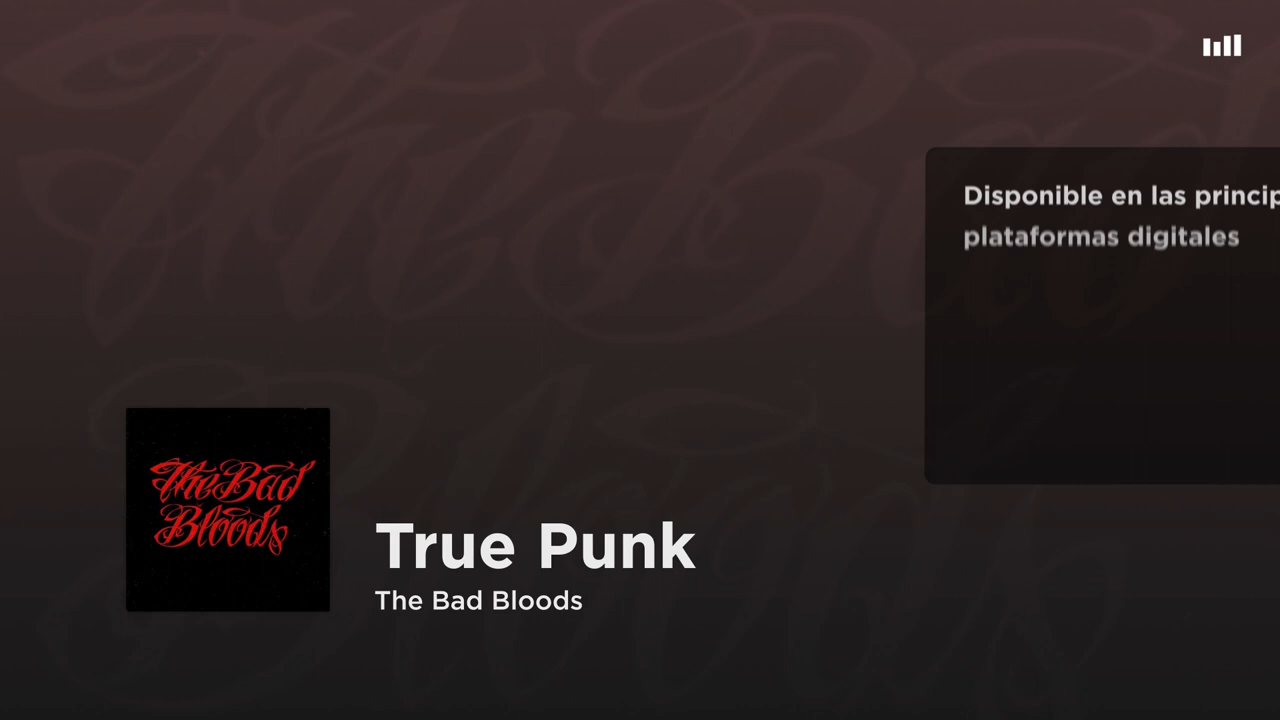 Disponible en las princip
plataformas digitales
The Bad
Bloods
True Punk
The Bad Bloods